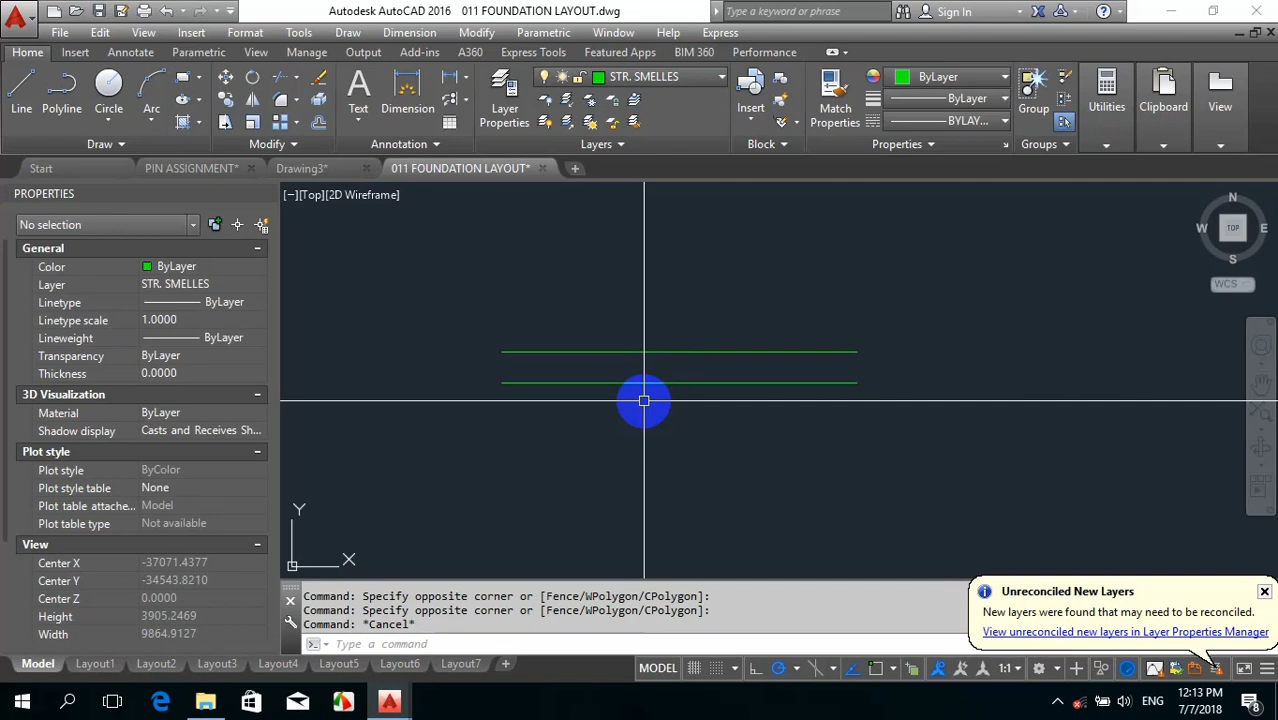 Autodesk AutoCAD 2016 011 FOUNDATION LAYOUT.dwg
Type a keyword or phrase
Sign In
File Edit View Insert Format Tools Draw Dimension Modify Parametric Window Help Express
Home Insert Annotate Parametric View Manage Output Add-ins A360 Express Tools Featured Apps BIM 360 Performance
STR. SMELLES
ByLayer
ByLayer
BYLAY...
Line Polyline Circle Arc Text Dimension Layer Properties Insert Match Properties Group Utilities Clipboard View
Draw Modify Annotation Layers Block Properties Groups
Start PIN ASSIGNMENT* Drawing3* 011 FOUNDATION LAYOUT*
PROPERTIES
No selection
General
Color ByLayer
Layer STR. SMELLES
Linetype ByLayer
Linetype scale 1.0000
Lineweight ByLayer
Transparency ByLayer
Thickness 0.0000
3D Visualization
Material ByLayer
Shadow display Casts and Receives Sh...
Plot style
Plot style ByColor
Plot style table None
Plot table attache... Model
Plot table type Not available
View
Center X -37071.4377
Center Y -34543.8210
Center Z 0.0000
Height 3905.2469
Width 9864.9127
[−][Top][2D Wireframe]
N
W TOP E
S
WCS
Y
X
Command: Specify opposite corner or [Fence/WPolygon/CPolygon]:
Command: Specify opposite corner or [Fence/WPolygon/CPolygon]:
Command: *Cancel*
Type a command
Unreconciled New Layers
New layers were found that may need to be reconciled.
View unreconciled new layers in Layer Properties Manager
Model Layout1 Layout2 Layout3 Layout4 Layout5 Layout6 Layout7
MODEL
1:1
ENG
12:13 PM
7/7/2018
8